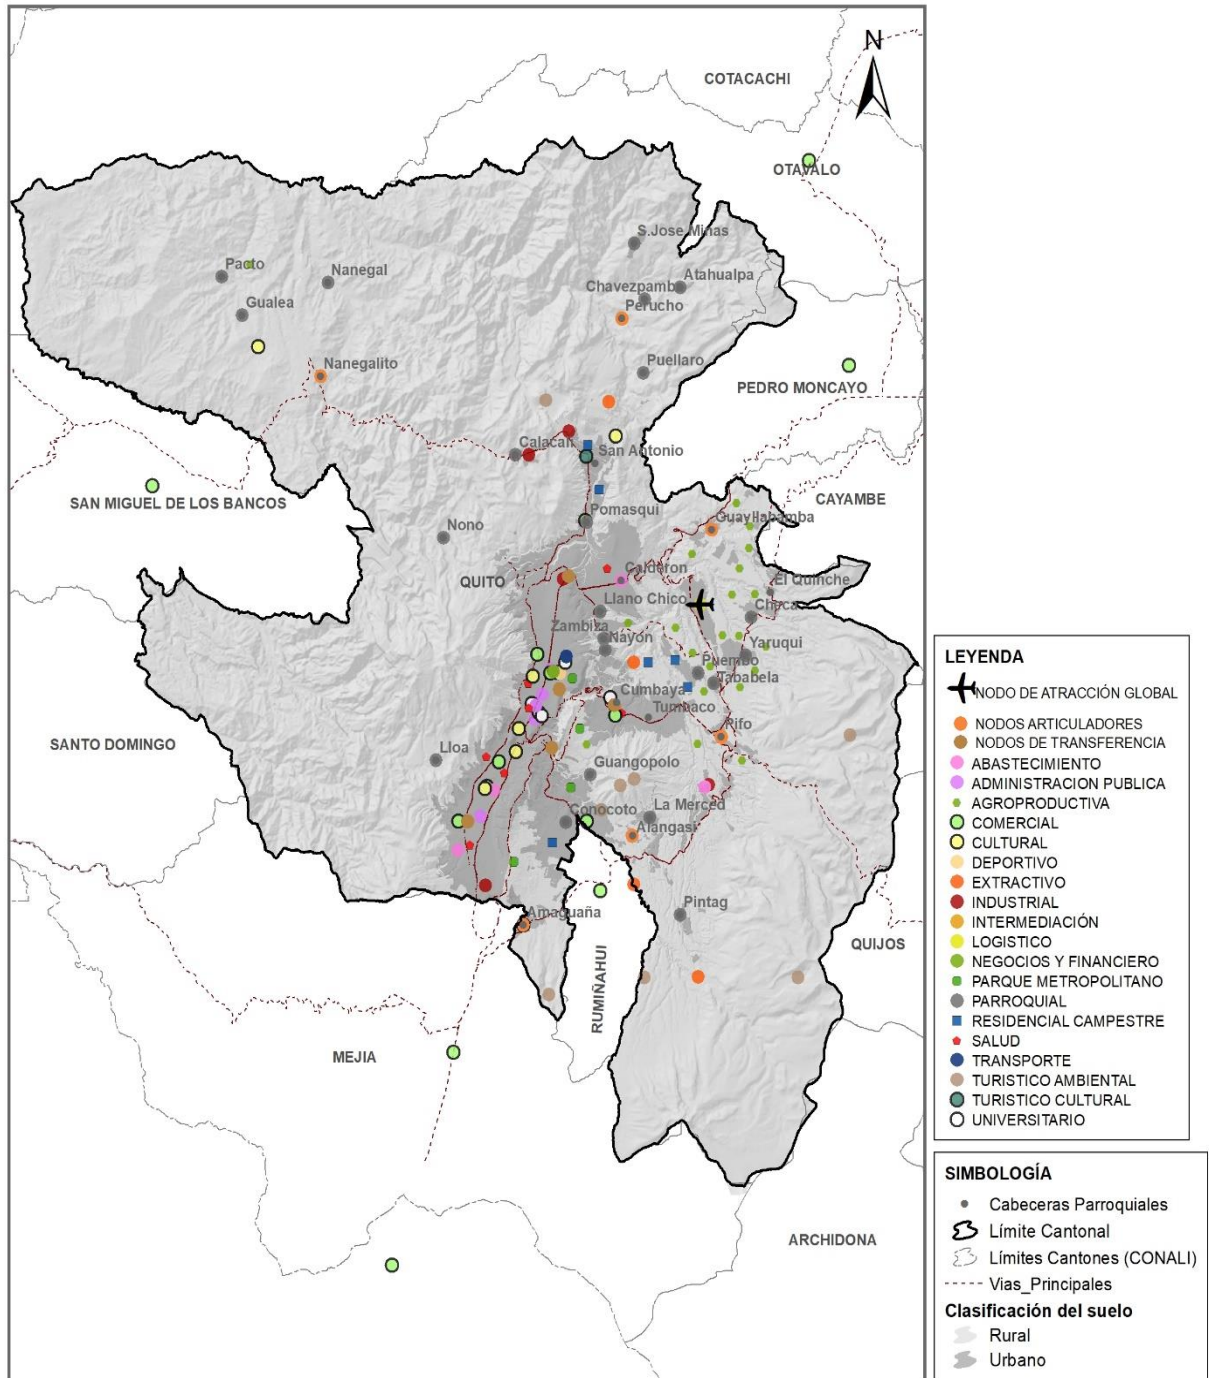 N
COTACACHI
OTAVALO
S.Jose Minas
Pacto
Nanegal
Atahualpa
Chavezpamba
Gualea
Perucho
Nanegalito
Puellaro
PEDRO MONCAYO
Calacali
San Antonio
SAN MIGUEL DE LOS BANCOS
CAYAMBE
Pomasqui
Guayllabamba
Nono
Calderon
QUITO
El Quinche
Llano Chico
Checa
Zambiza
Nayon
Yaruqui
Puembo
Tababela
Cumbaya
Tumbaco
Pifo
SANTO DOMINGO
Lloa
Guangopolo
La Merced
Conocoto
Alangasi
Amaguaña
Pintag
QUIJOS
RUMIÑAHUI
MEJIA
ARCHIDONA
LEYENDA
NODO DE ATRACCIÓN GLOBAL
NODOS ARTICULADORES
NODOS DE TRANSFERENCIA
ABASTECIMIENTO
ADMINISTRACION PUBLICA
AGROPRODUCTIVA
COMERCIAL
CULTURAL
DEPORTIVO
EXTRACTIVO
INDUSTRIAL
INTERMEDIACIÓN
LOGISTICO
NEGOCIOS Y FINANCIERO
PARQUE METROPOLITANO
PARROQUIAL
RESIDENCIAL CAMPESTRE
SALUD
TRANSPORTE
TURISTICO AMBIENTAL
TURISTICO CULTURAL
UNIVERSITARIO
SIMBOLOGÍA
Cabeceras Parroquiales
Límite Cantonal
Límites Cantones (CONALI)
Vias_Principales
Clasificación del suelo
Rural
Urbano